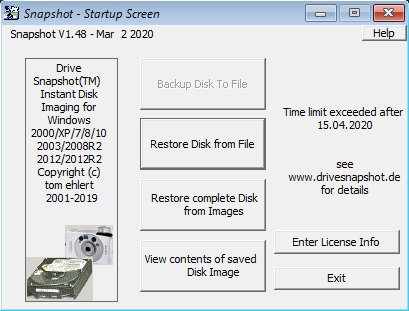 Snapshot - Startup Screen
Snapshot V1.48 - Mar 2 2020
Help
Drive
Snapshot(TM)
Instant Disk
Imaging for
Windows
2000/XP/7/8/10
2003/2008R2
2012/2012R2
Copyright (c)
tom ehlert
2001-2019
Backup Disk To File
Restore Disk from File
Restore complete Disk
from Images
View contents of saved
Disk Image
Time limit exceeded after
15.04.2020
see
www.drivesnapshot.de
for details
Enter License Info
Exit